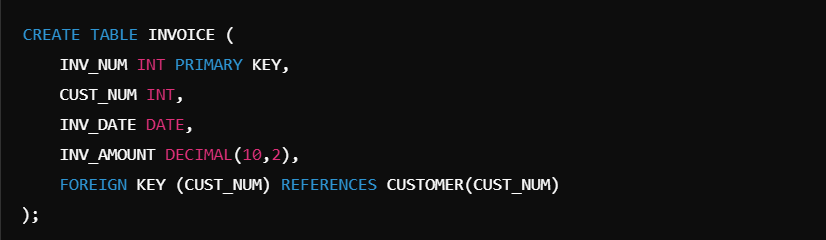 CREATE TABLE INVOICE (
    INV_NUM INT PRIMARY KEY,
    CUST_NUM INT,
    INV_DATE DATE,
    INV_AMOUNT DECIMAL(10,2),
    FOREIGN KEY (CUST_NUM) REFERENCES CUSTOMER(CUST_NUM)
);